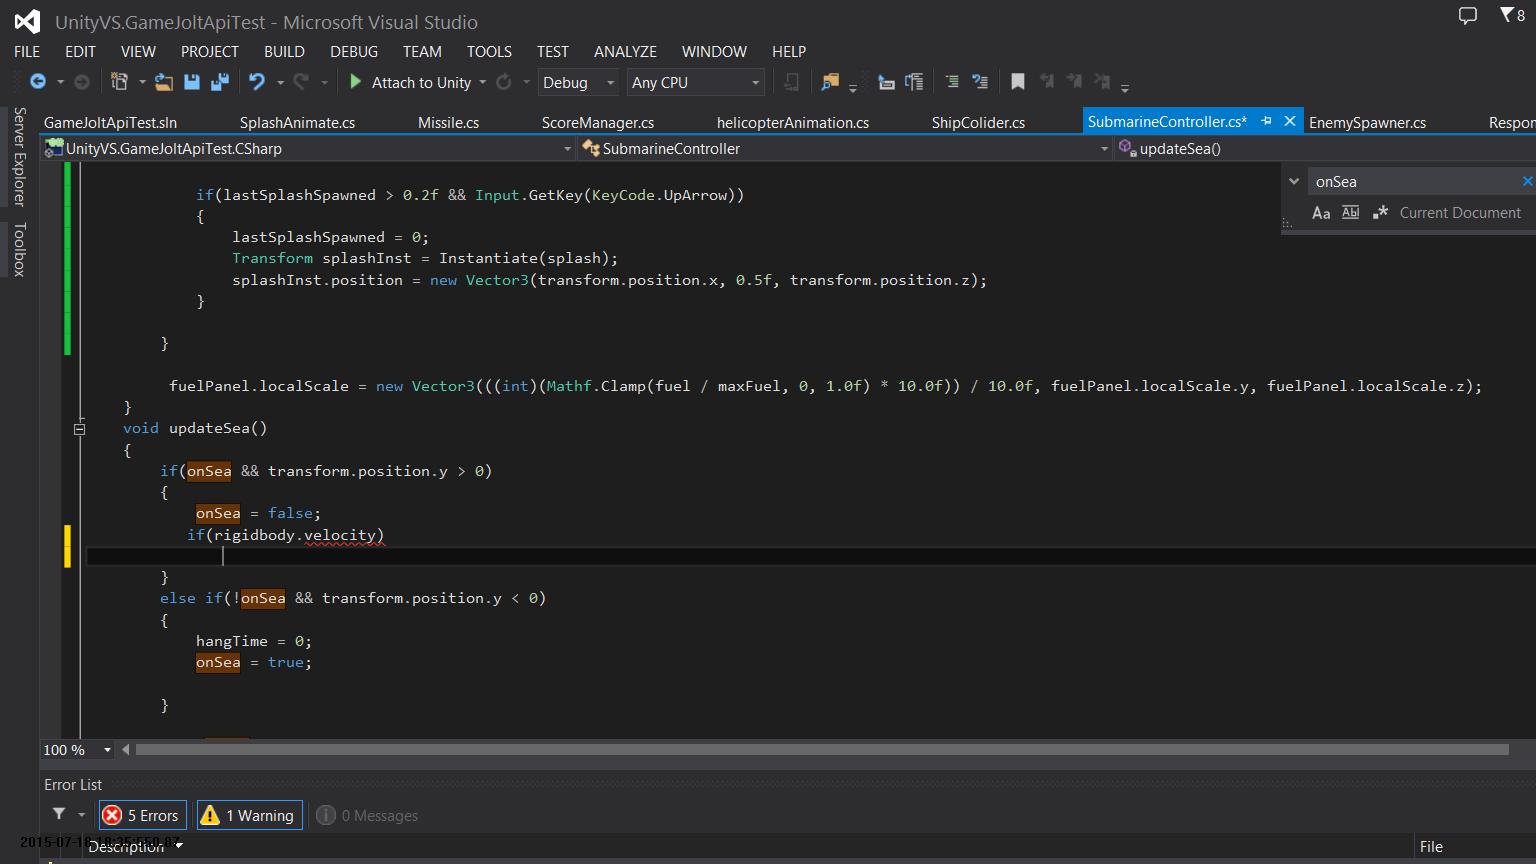 UnityVS.GameJoltApiTest - Microsoft Visual Studio
8
FILE EDIT VIEW PROJECT BUILD DEBUG TEAM TOOLS TEST ANALYZE WINDOW HELP
Attach to Unity Debug Any CPU
Server Explorer
Toolbox
GameJoltApiTest.sln SplashAnimate.cs Missile.cs ScoreManager.cs helicopterAnimation.cs ShipColider.cs SubmarineController.cs* EnemySpawner.cs Respon
UnityVS.GameJoltApiTest.CSharp SubmarineController updateSea()
onSea
Aa Abl .* Current Document
if(lastSplashSpawned > 0.2f && Input.GetKey(KeyCode.UpArrow))
{
lastSplashSpawned = 0;
Transform splashInst = Instantiate(splash);
splashInst.position = new Vector3(transform.position.x, 0.5f, transform.position.z);
}
}
fuelPanel.localScale = new Vector3(((int)(Mathf.Clamp(fuel / maxFuel, 0, 1.0f) * 10.0f)) / 10.0f, fuelPanel.localScale.y, fuelPanel.localScale.z);
}
void updateSea()
{
if(onSea && transform.position.y > 0)
{
onSea = false;
if(rigidbody.velocity)
}
else if(!onSea && transform.position.y < 0)
{
hangTime = 0;
onSea = true;
}
100 %
Error List
5 Errors 1 Warning 0 Messages
Description File